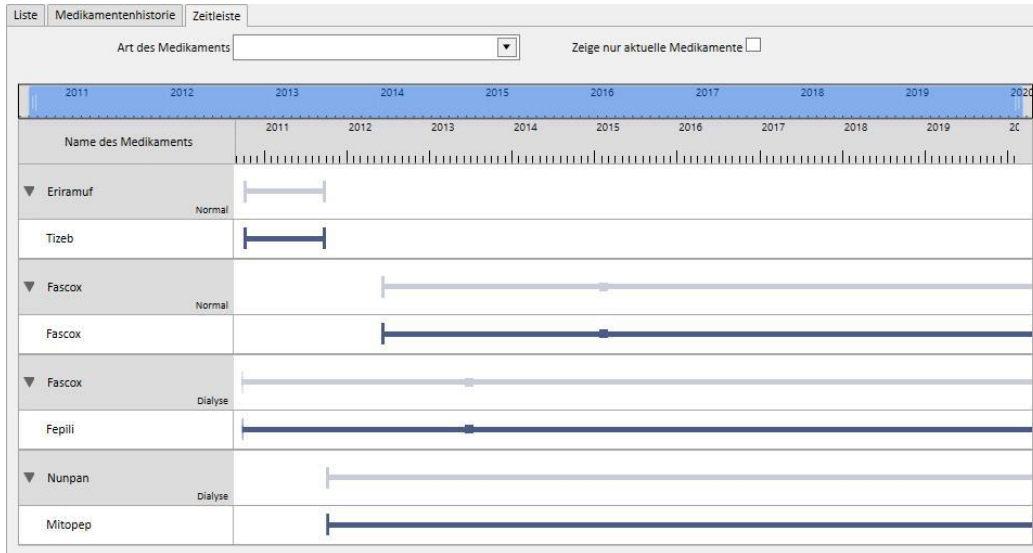 Liste Medikamentenhistorie Zeitleiste
Art des Medikaments Zeige nur aktuelle Medikamente
2011 2012 2013 2014 2015 2016 2017 2018 2019 2020
Name des Medikaments 2011 2012 2013 2014 2015 2016 2017 2018 2019 20
Eriramuf
Normal
Tizeb
Fascox
Normal
Fascox
Fascox
Dialyse
Fepili
Nunpan
Dialyse
Mitopep